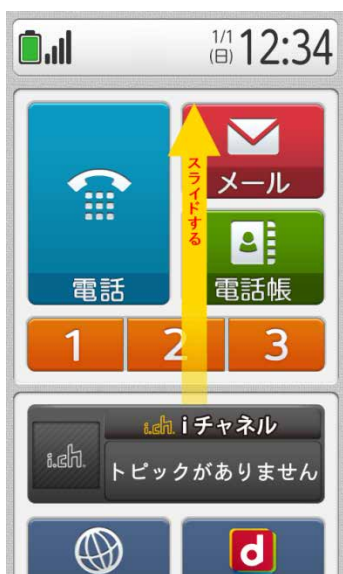 1/1
(日) 12:34
スライドする
電話
メール
電話帳
1 2 3
i.ch. iチャネル
i.ch.
トピックがありません
d